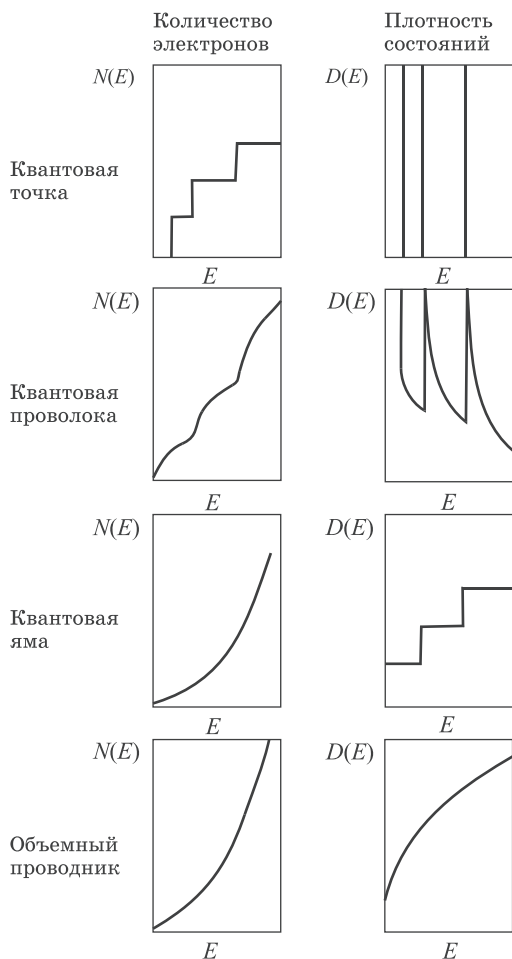 Количество
электронов
Плотность
состояний
N(E)
D(E)
Квантовая
точка
E
E
N(E)
D(E)
Квантовая
проволока
E
E
N(E)
D(E)
Квантовая
яма
E
E
N(E)
D(E)
Объемный
проводник
E
E